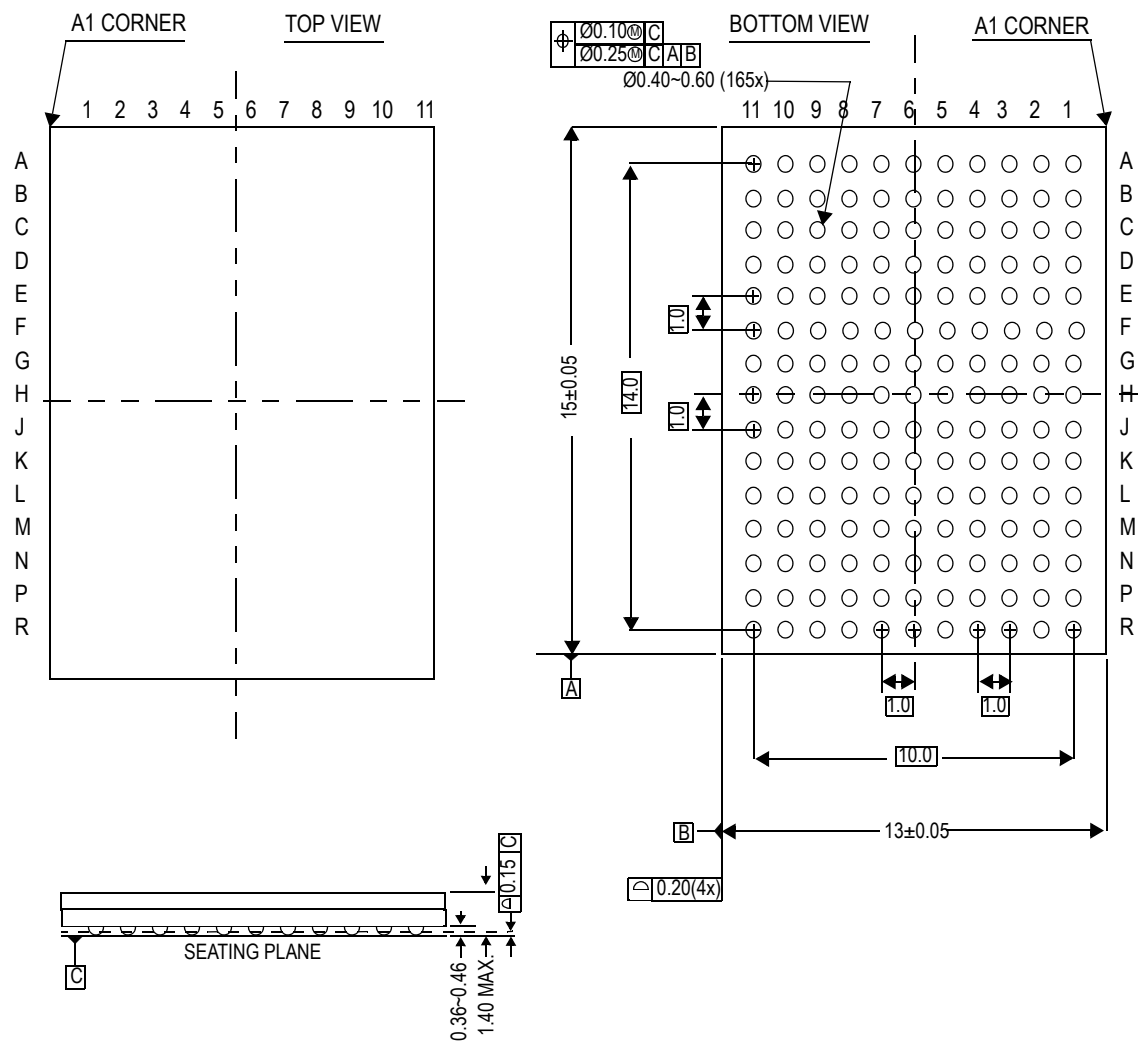 A1 CORNER
TOP VIEW
1 2 3 4 5 6 7 8 9 10 11
A
B
C
D
E
F
G
H
J
K
L
M
N
P
R
Ø0.10Ⓜ C
Ø0.25Ⓜ C A B
Ø0.40~0.60 (165x)
BOTTOM VIEW
A1 CORNER
11 10 9 8 7 6 5 4 3 2 1
A
B
C
D
E
F
G
H
J
K
L
M
N
P
R
1.0
1.0
14.0
15±0.05
A
1.0
1.0
10.0
B
13±0.05
0.20(4x)
0.15 C
SEATING PLANE
C
0.36~0.46
1.40 MAX.